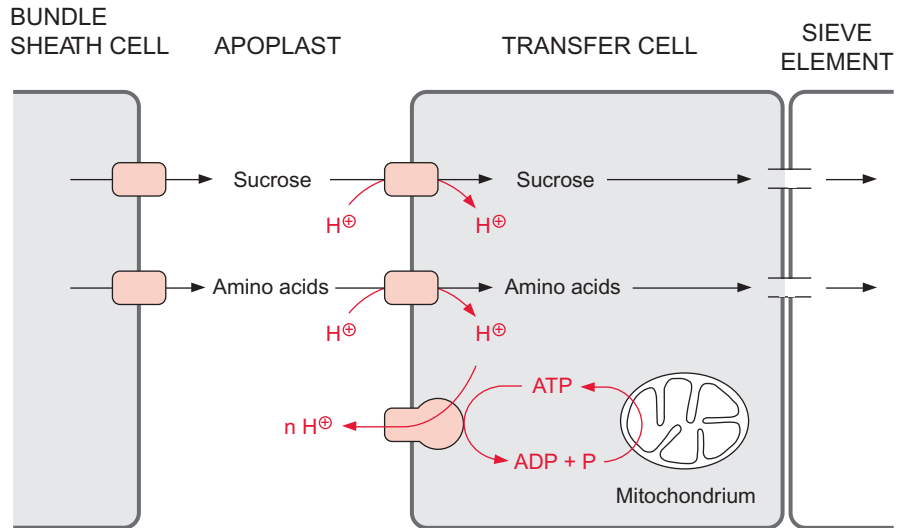 BUNDLE
SHEATH CELL
APOPLAST
TRANSFER CELL
SIEVE
ELEMENT
Sucrose
Sucrose
H⊕
H⊕
Amino acids
Amino acids
H⊕
H⊕
ATP
n H⊕
ADP + P
Mitochondrium